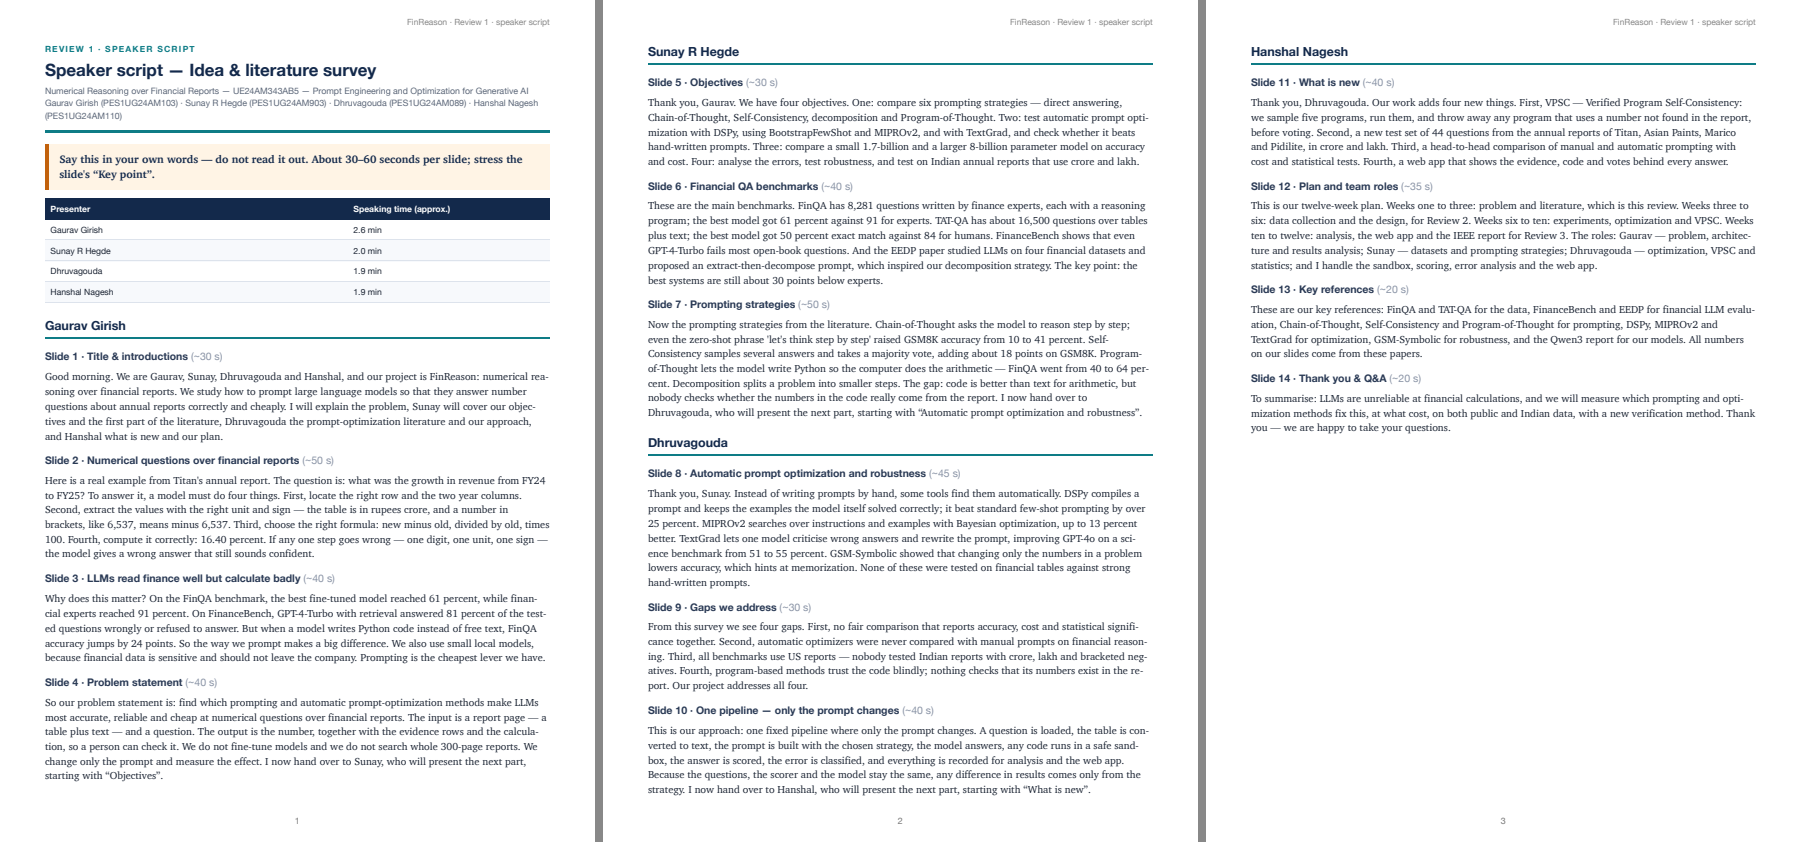 FinReason · Review 1 · speaker script
REVIEW 1 · SPEAKER SCRIPT
Speaker script — Idea & literature survey
Numerical Reasoning over Financial Reports — UE24AM343AB5 — Prompt Engineering and Optimization for Generative AI
Gaurav Girish (PES1UG24AM103) · Sunay R Hegde (PES1UG24AM903) · Dhruvagouda (PES1UG24AM089) · Hanshal Nagesh
(PES1UG24AM110)
Say this in your own words — do not read it out. About 30–60 seconds per slide; stress the
slide's “Key point”.
Presenter Speaking time (approx.)
Gaurav Girish 2.6 min
Sunay R Hegde 2.0 min
Dhruvagouda 1.9 min
Hanshal Nagesh 1.9 min
Gaurav Girish
Slide 1 · Title & introductions (~30 s)
Good morning. We are Gaurav, Sunay, Dhruvagouda and Hanshal, and our project is FinReason: numerical rea-
soning over financial reports. We study how to prompt large language models so that they answer number
questions about annual reports correctly and cheaply. I will explain the problem, Sunay will cover our objec-
tives and the first part of the literature, Dhruvagouda the prompt-optimization literature and our approach,
and Hanshal what is new and our plan.
Slide 2 · Numerical questions over financial reports (~50 s)
Here is a real example from Titan's annual report. The question is: what was the growth in revenue from FY24
to FY25? To answer it, a model must do four things. First, locate the right row and the two year columns.
Second, extract the values with the right unit and sign — the table is in rupees crore, and a number in
brackets, like 6,537, means minus 6,537. Third, choose the right formula: new minus old, divided by old, times
100. Fourth, compute it correctly: 16.40 percent. If any one step goes wrong — one digit, one unit, one sign —
the model gives a wrong answer that still sounds confident.
Slide 3 · LLMs read finance well but calculate badly (~40 s)
Why does this matter? On the FinQA benchmark, the best fine-tuned model reached 61 percent, while finan-
cial experts reached 91 percent. On FinanceBench, GPT-4-Turbo with retrieval answered 81 percent of the test-
ed questions wrongly or refused to answer. But when a model writes Python code instead of free text, FinQA
accuracy jumps by 24 points. So the way we prompt makes a big difference. We also use small local models,
because financial data is sensitive and should not leave the company. Prompting is the cheapest lever we have.
Slide 4 · Problem statement (~40 s)
So our problem statement is: find which prompting and automatic prompt-optimization methods make LLMs
most accurate, reliable and cheap at numerical questions over financial reports. The input is a report page — a
table plus text — and a question. The output is the number, together with the evidence rows and the calcula-
tion, so a person can check it. We do not fine-tune models and we do not search whole 300-page reports. We
change only the prompt and measure the effect. I now hand over to Sunay, who will present the next part,
starting with “Objectives”.
1
FinReason · Review 1 · speaker script
Sunay R Hegde
Slide 5 · Objectives (~30 s)
Thank you, Gaurav. We have four objectives. One: compare six prompting strategies — direct answering,
Chain-of-Thought, Self-Consistency, decomposition and Program-of-Thought. Two: test automatic prompt opti-
mization with DSPy, using BootstrapFewShot and MIPROv2, and with TextGrad, and check whether it beats
hand-written prompts. Three: compare a small 1.7-billion and a larger 8-billion parameter model on accuracy
and cost. Four: analyse the errors, test robustness, and test on Indian annual reports that use crore and lakh.
Slide 6 · Financial QA benchmarks (~40 s)
These are the main benchmarks. FinQA has 8,281 questions written by finance experts, each with a reasoning
program; the best model got 61 percent against 91 for experts. TAT-QA has about 16,500 questions over tables
plus text; the best model got 50 percent exact match against 84 for humans. FinanceBench shows that even
GPT-4-Turbo fails most open-book questions. And the EEDP paper studied LLMs on four financial datasets and
proposed an extract-then-decompose prompt, which inspired our decomposition strategy. The key point: the
best systems are still about 30 points below experts.
Slide 7 · Prompting strategies (~50 s)
Now the prompting strategies from the literature. Chain-of-Thought asks the model to reason step by step;
even the zero-shot phrase 'let's think step by step' raised GSM8K accuracy from 10 to 41 percent. Self-
Consistency samples several answers and takes a majority vote, adding about 18 points on GSM8K. Program-
of-Thought lets the model write Python so the computer does the arithmetic — FinQA went from 40 to 64 per-
cent. Decomposition splits a problem into smaller steps. The gap: code is better than text for arithmetic, but
nobody checks whether the numbers in the code really come from the report. I now hand over to
Dhruvagouda, who will present the next part, starting with “Automatic prompt optimization and robustness”.
Dhruvagouda
Slide 8 · Automatic prompt optimization and robustness (~45 s)
Thank you, Sunay. Instead of writing prompts by hand, some tools find them automatically. DSPy compiles a
prompt and keeps the examples the model itself solved correctly; it beat standard few-shot prompting by over
25 percent. MIPROv2 searches over instructions and examples with Bayesian optimization, up to 13 percent
better. TextGrad lets one model criticise wrong answers and rewrite the prompt, improving GPT-4o on a sci-
ence benchmark from 51 to 55 percent. GSM-Symbolic showed that changing only the numbers in a problem
lowers accuracy, which hints at memorization. None of these were tested on financial tables against strong
hand-written prompts.
Slide 9 · Gaps we address (~30 s)
From this survey we see four gaps. First, no fair comparison that reports accuracy, cost and statistical signifi-
cance together. Second, automatic optimizers were never compared with manual prompts on financial reason-
ing. Third, all benchmarks use US reports — nobody tested Indian reports with crore, lakh and bracketed neg-
atives. Fourth, program-based methods trust the code blindly; nothing checks that its numbers exist in the re-
port. Our project addresses all four.
Slide 10 · One pipeline — only the prompt changes (~40 s)
This is our approach: one fixed pipeline where only the prompt changes. A question is loaded, the table is con-
verted to text, the prompt is built with the chosen strategy, the model answers, any code runs in a safe sand-
box, the answer is scored, the error is classified, and everything is recorded for analysis and the web app.
Because the questions, the scorer and the model stay the same, any difference in results comes only from the
strategy. I now hand over to Hanshal, who will present the next part, starting with “What is new”.
2
FinReason · Review 1 · speaker script
Hanshal Nagesh
Slide 11 · What is new (~40 s)
Thank you, Dhruvagouda. Our work adds four new things. First, VPSC — Verified Program Self-Consistency:
we sample five programs, run them, and throw away any program that uses a number not found in the report,
before voting. Second, a new test set of 44 questions from the annual reports of Titan, Asian Paints, Marico
and Pidilite, in crore and lakh. Third, a head-to-head comparison of manual and automatic prompting with
cost and statistical tests. Fourth, a web app that shows the evidence, code and votes behind every answer.
Slide 12 · Plan and team roles (~35 s)
This is our twelve-week plan. Weeks one to three: problem and literature, which is this review. Weeks three to
six: data collection and the design, for Review 2. Weeks six to ten: experiments, optimization and VPSC. Weeks
ten to twelve: analysis, the web app and the IEEE report for Review 3. The roles: Gaurav — problem, architec-
ture and results analysis; Sunay — datasets and prompting strategies; Dhruvagouda — optimization, VPSC and
statistics; and I handle the sandbox, scoring, error analysis and the web app.
Slide 13 · Key references (~20 s)
These are our key references: FinQA and TAT-QA for the data, FinanceBench and EEDP for financial LLM evalu-
ation, Chain-of-Thought, Self-Consistency and Program-of-Thought for prompting, DSPy, MIPROv2 and
TextGrad for optimization, GSM-Symbolic for robustness, and the Qwen3 report for our models. All numbers
on our slides come from these papers.
Slide 14 · Thank you & Q&A (~20 s)
To summarise: LLMs are unreliable at financial calculations, and we will measure which prompting and opti-
mization methods fix this, at what cost, on both public and Indian data, with a new verification method. Thank
you — we are happy to take your questions.
3